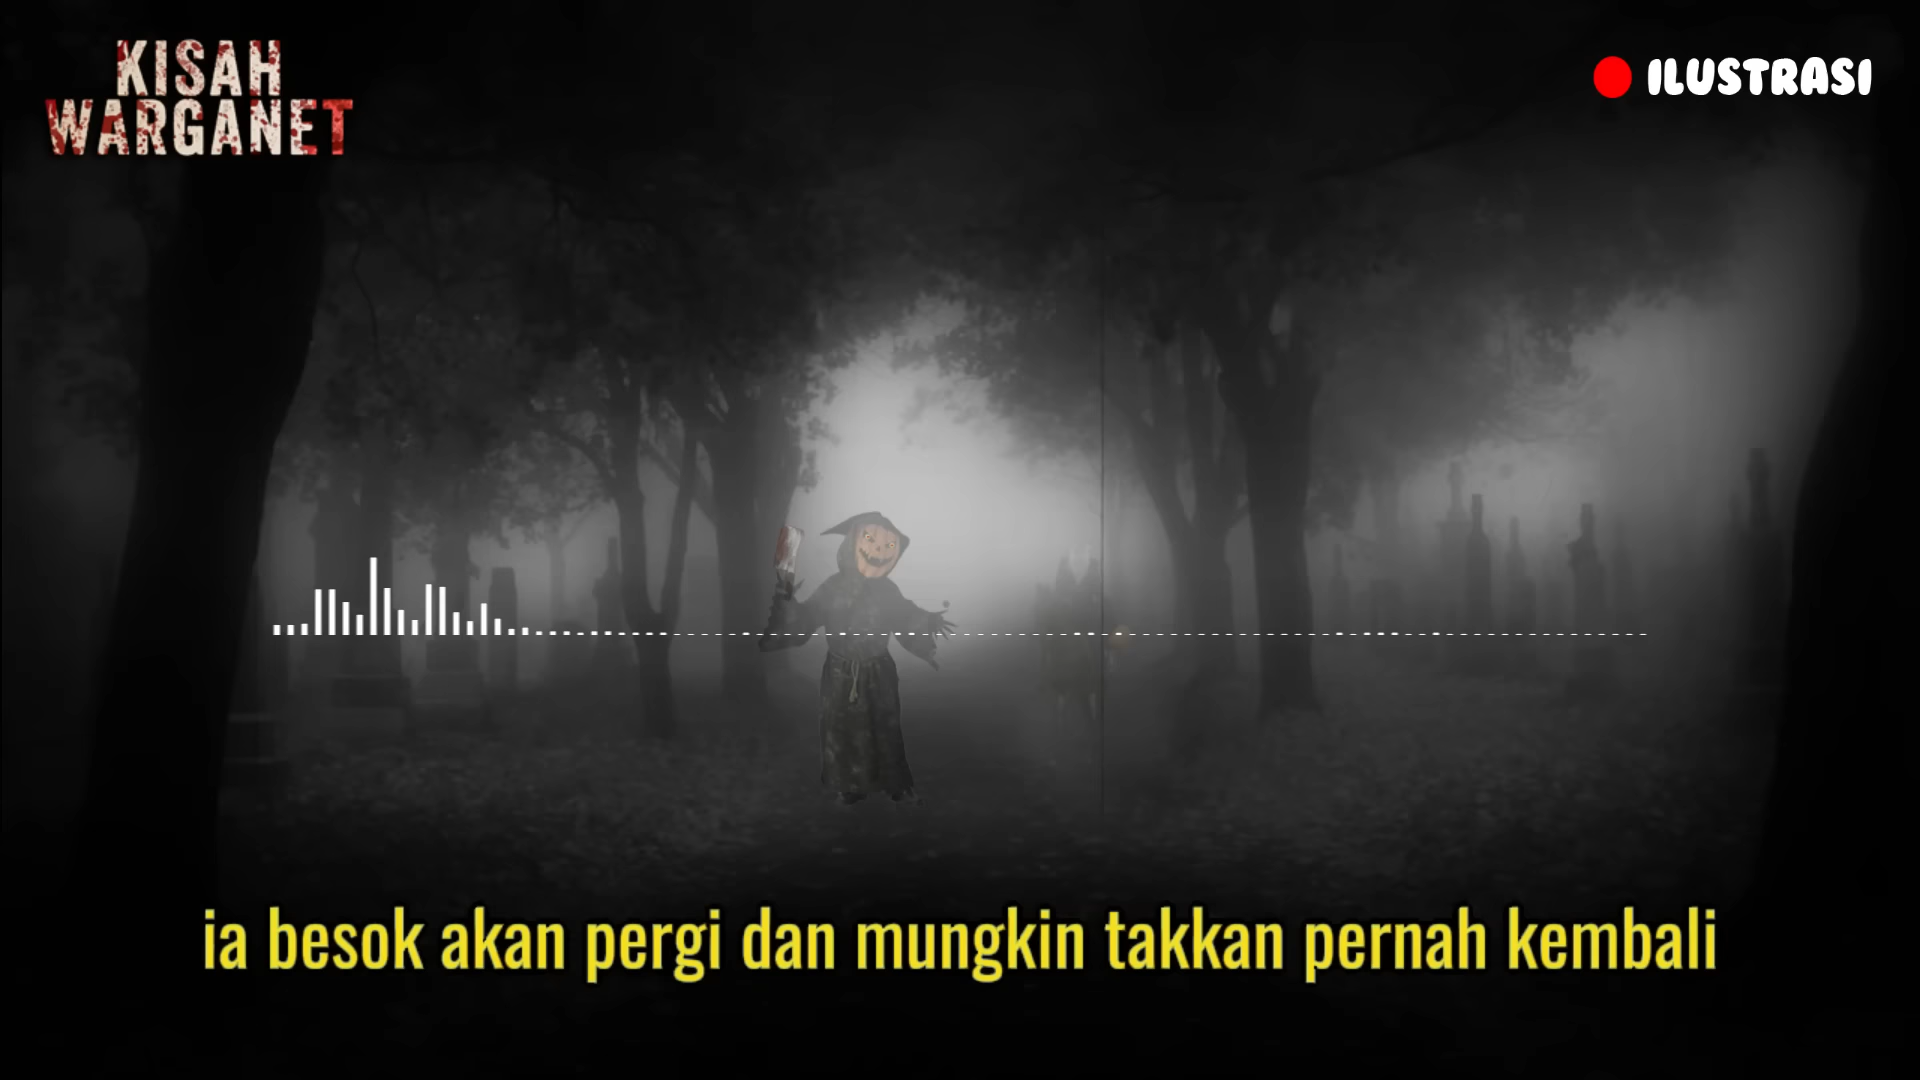 KISAH
WARGANET
ILUSTRASI
ia besok akan pergi dan mungkin takkan pernah kembali